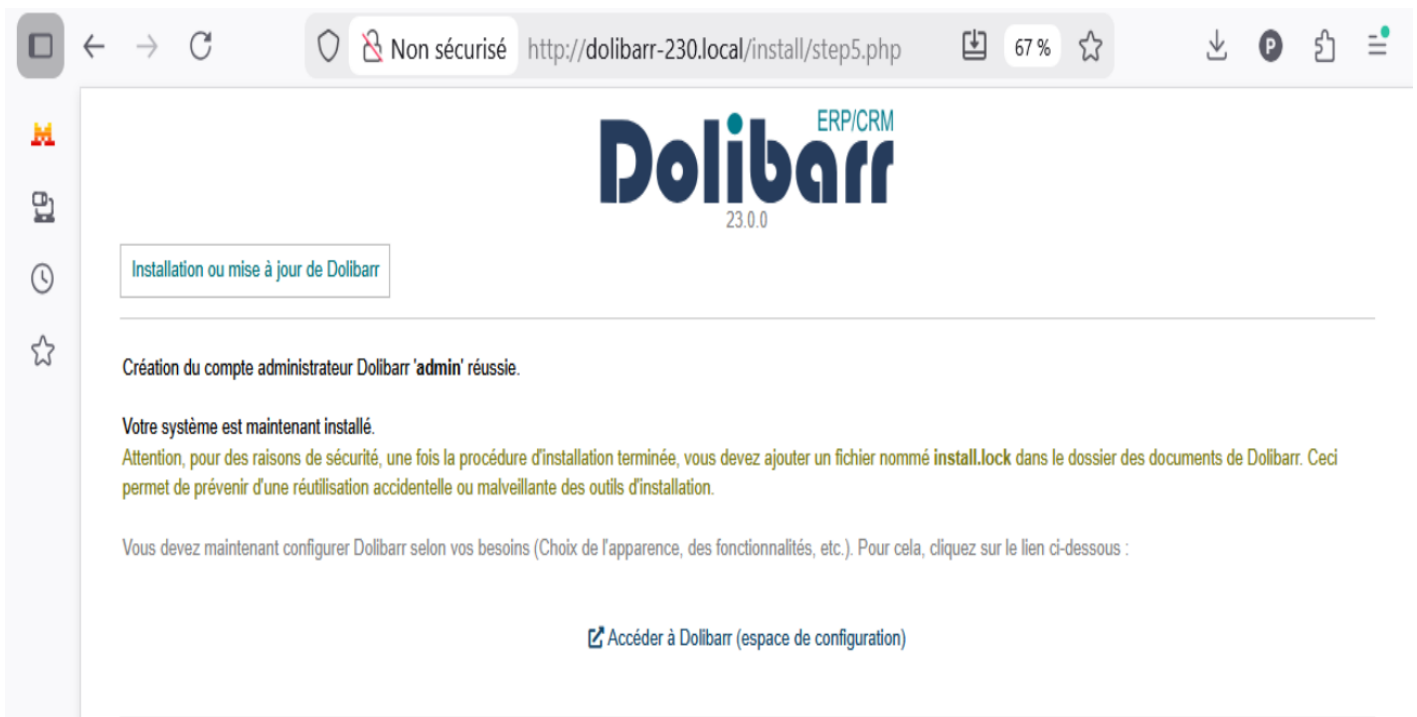 Non sécurisé http://dolibarr-230.local/install/step5.php 67 % P
ERP/CRM
Dolibarr
23.0.0
Installation ou mise à jour de Dolibarr
Création du compte administrateur Dolibarr 'admin' réussie.
Votre système est maintenant installé.
Attention, pour des raisons de sécurité, une fois la procédure d'installation terminée, vous devez ajouter un fichier nommé install.lock dans le dossier des documents de Dolibarr. Ceci
permet de prévenir d'une réutilisation accidentelle ou malveillante des outils d'installation.
Vous devez maintenant configurer Dolibarr selon vos besoins (Choix de l'apparence, des fonctionnalités, etc.). Pour cela, cliquez sur le lien ci-dessous :
Accéder à Dolibarr (espace de configuration)